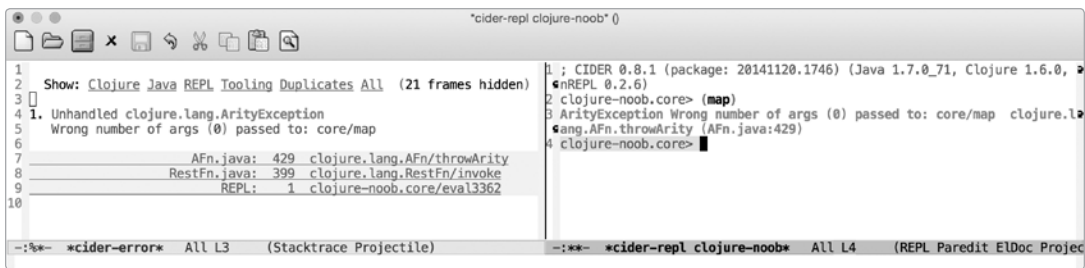 *cider-repl clojure-noob* ()
1
2 Show: Clojure Java REPL Tooling Duplicates All (21 frames hidden)
3
4 1. Unhandled clojure.lang.ArityException
5 Wrong number of args (0) passed to: core/map
6
7 AFn.java: 429 clojure.lang.AFn/throwArity
8 RestFn.java: 399 clojure.lang.RestFn/invoke
9 REPL: 1 clojure-noob.core/eval3362
10
-:%*- *cider-error* All L3 (Stacktrace Projectile)
1 ; CIDER 0.8.1 (package: 20141120.1746) (Java 1.7.0_71, Clojure 1.6.0,
nREPL 0.2.6)
2 clojure-noob.core> (map)
3 ArityException Wrong number of args (0) passed to: core/map clojure.l
ang.AFn.throwArity (AFn.java:429)
4 clojure-noob.core>
-:**- *cider-repl clojure-noob* All L4 (REPL Paredit ElDoc Projec